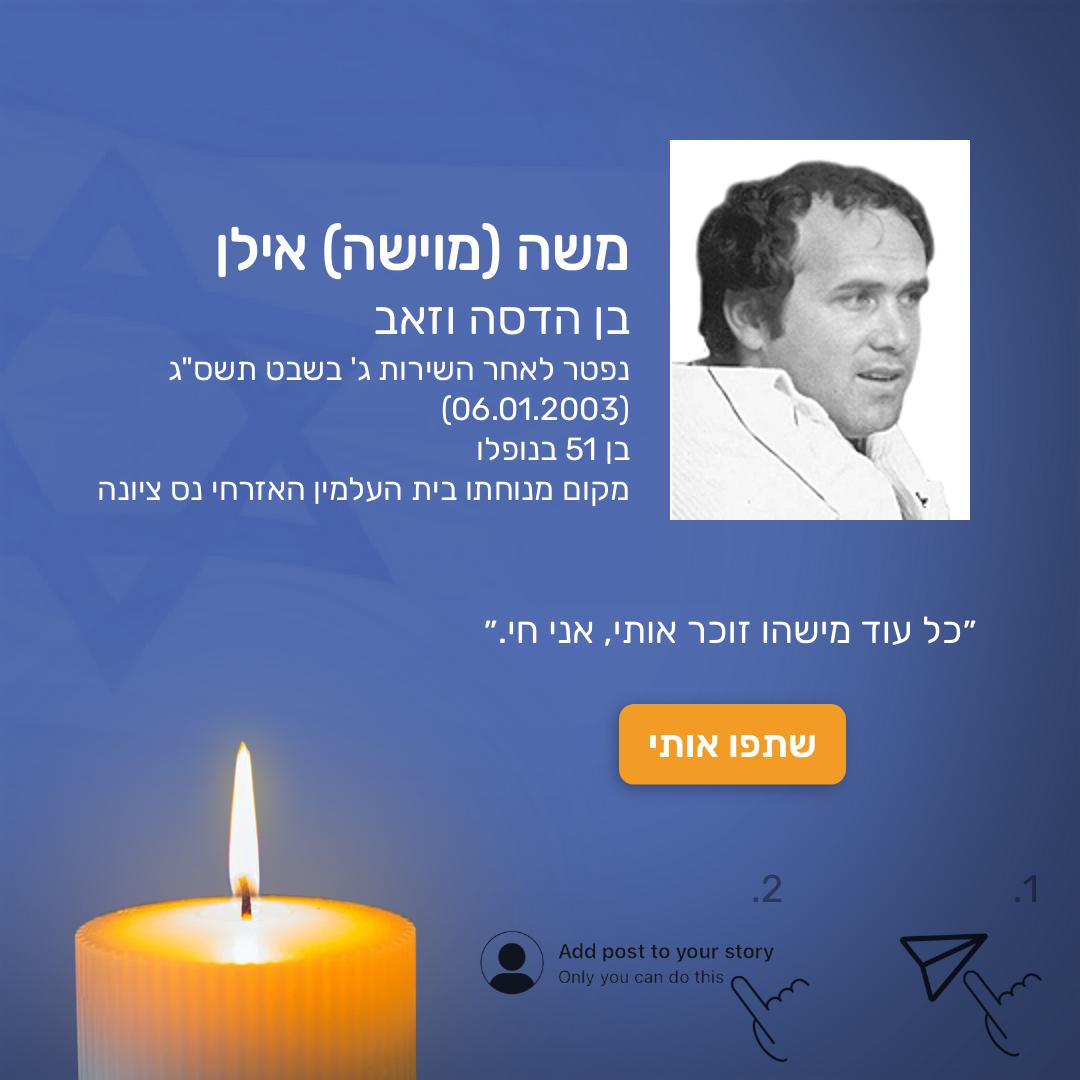 משה (מוישה) אילן
בן הדסה וזאב
נפטר לאחר השירות ג' בשבט תשס"ג
(06.01.2003)
בן 51 בנופלו
מקום מנוחתו בית העלמין האזרחי נס ציונה
״כל עוד מישהו זוכר אותי, אני חי.״
שתפו אותי
1.
2.
Add post to your story
Only you can do this